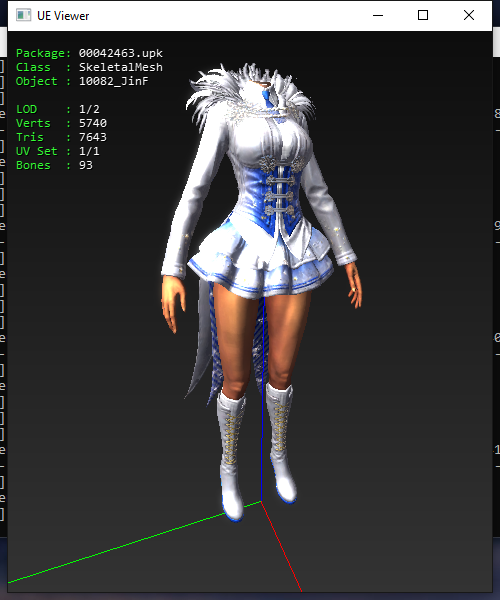 UE Viewer
Package: 00042463.upk
Class  : SkeletalMesh
Object : 10082_JinF
LOD    : 1/2
Verts  : 5740
Tris   : 7643
UV Set : 1/1
Bones  : 93